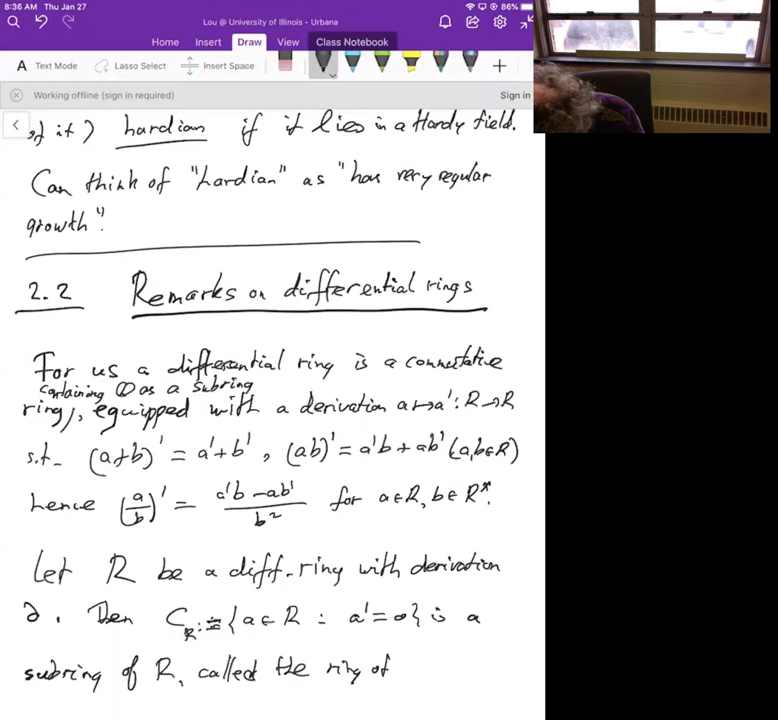 8:36 AM Thu Jan 27
86%
Lou @ University of Illinois - Urbana
Home Insert Draw View Class Notebook
A Text Mode Lasso Select Insert Space
Working offline (sign in required) Sign in
of it) hardian if it lies in a Hardy field.
Can think of "hardian" as "has very regular
growth".
2.2 Remarks on differential rings
For us a differential ring is a commutative
containing ℚ as a subring
ring, equipped with a derivation a↦a' : R→R
s.t. (a+b)' = a'+b', (ab)' = a'b + ab' (a,b∈R)
hence (a/b)' = (a'b - ab')/b² for a∈R, b∈R*.
Let R be a diff. ring with derivation
∂. Then C_R := {a∈R : a'=0} is a
subring of R, called the ring of